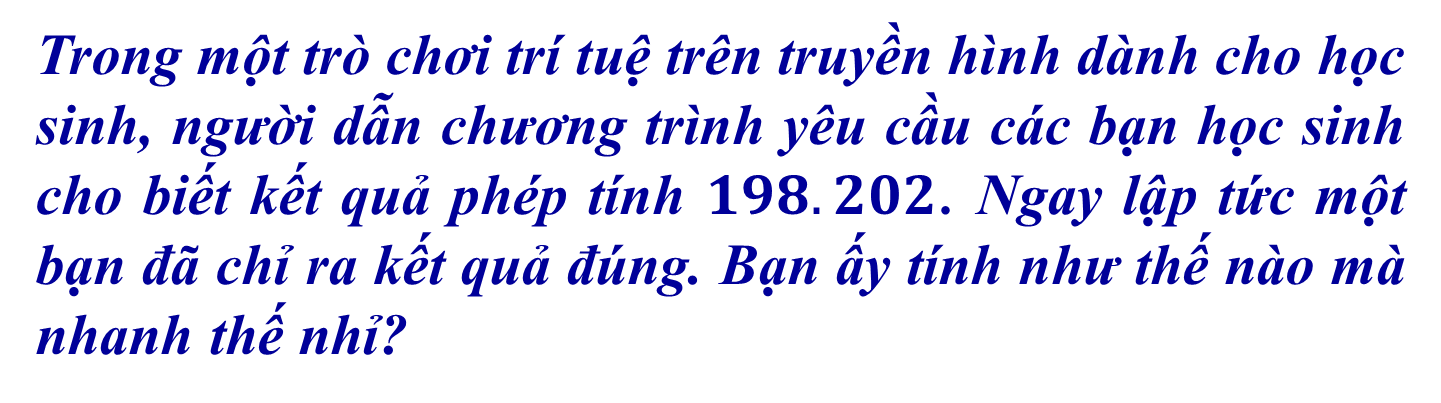 Trong một trò chơi trí tuệ trên truyền hình dành cho học
sinh, người dẫn chương trình yêu cầu các bạn học sinh
cho biết kết quả phép tính 198. 202. Ngay lập tức một
bạn đã chỉ ra kết quả đúng. Bạn ấy tính như thế nào mà
nhanh thế nhỉ?